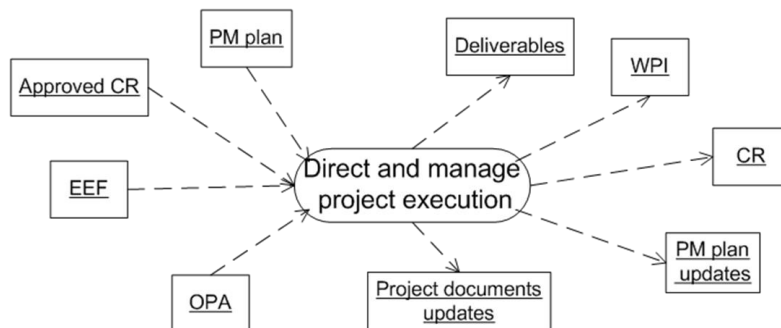 PM plan
Deliverables
WPI
Approved CR
CR
Direct and manage
project execution
EEF
PM plan
updates
OPA
Project documents
updates